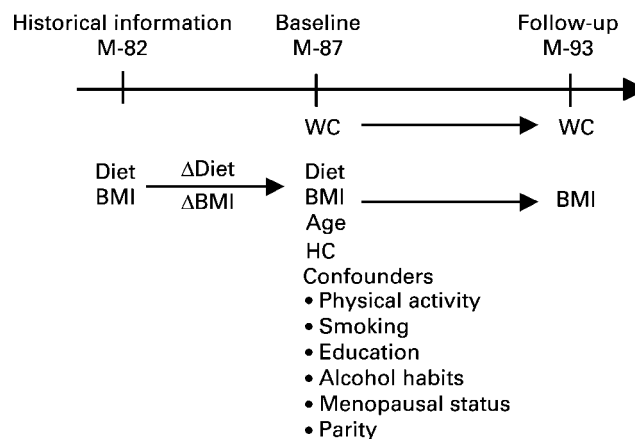 Historical information
M-82
Baseline
M-87
Follow-up
M-93
WC
WC
Diet
BMI
ΔDiet
ΔBMI
Diet
BMI
Age
HC
BMI
Confounders
• Physical activity
• Smoking
• Education
• Alcohol habits
• Menopausal status
• Parity